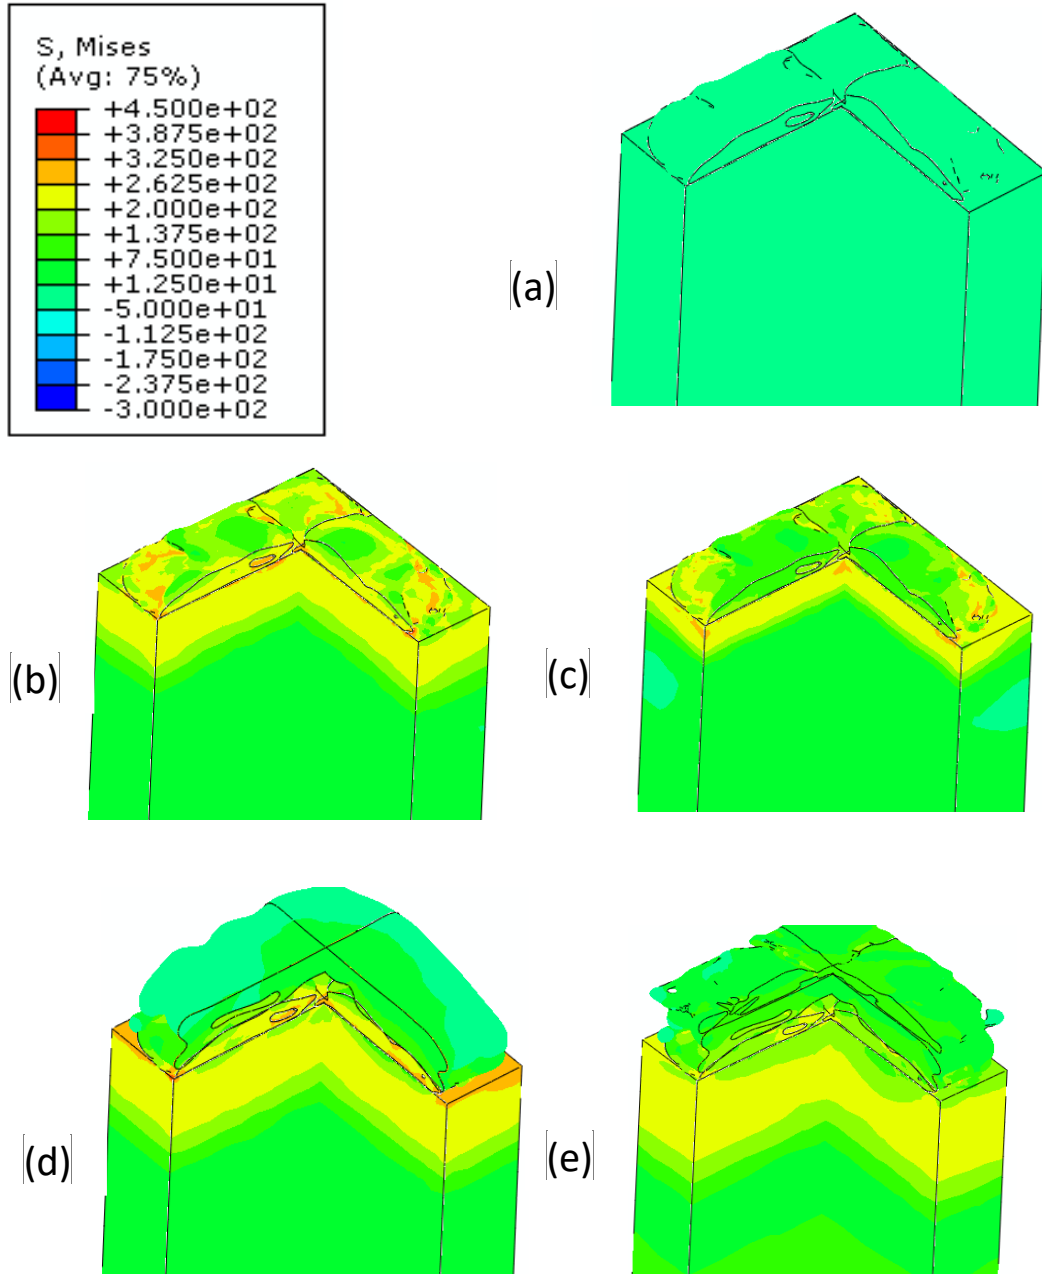 S, Mises
(Avg: 75%)
+4.500e+02
+3.875e+02
+3.250e+02
+2.625e+02
+2.000e+02
+1.375e+02
+7.500e+01
+1.250e+01
-5.000e+01
-1.125e+02
-1.750e+02
-2.375e+02
-3.000e+02
(a)
(b)
(c)
(d)
(e)